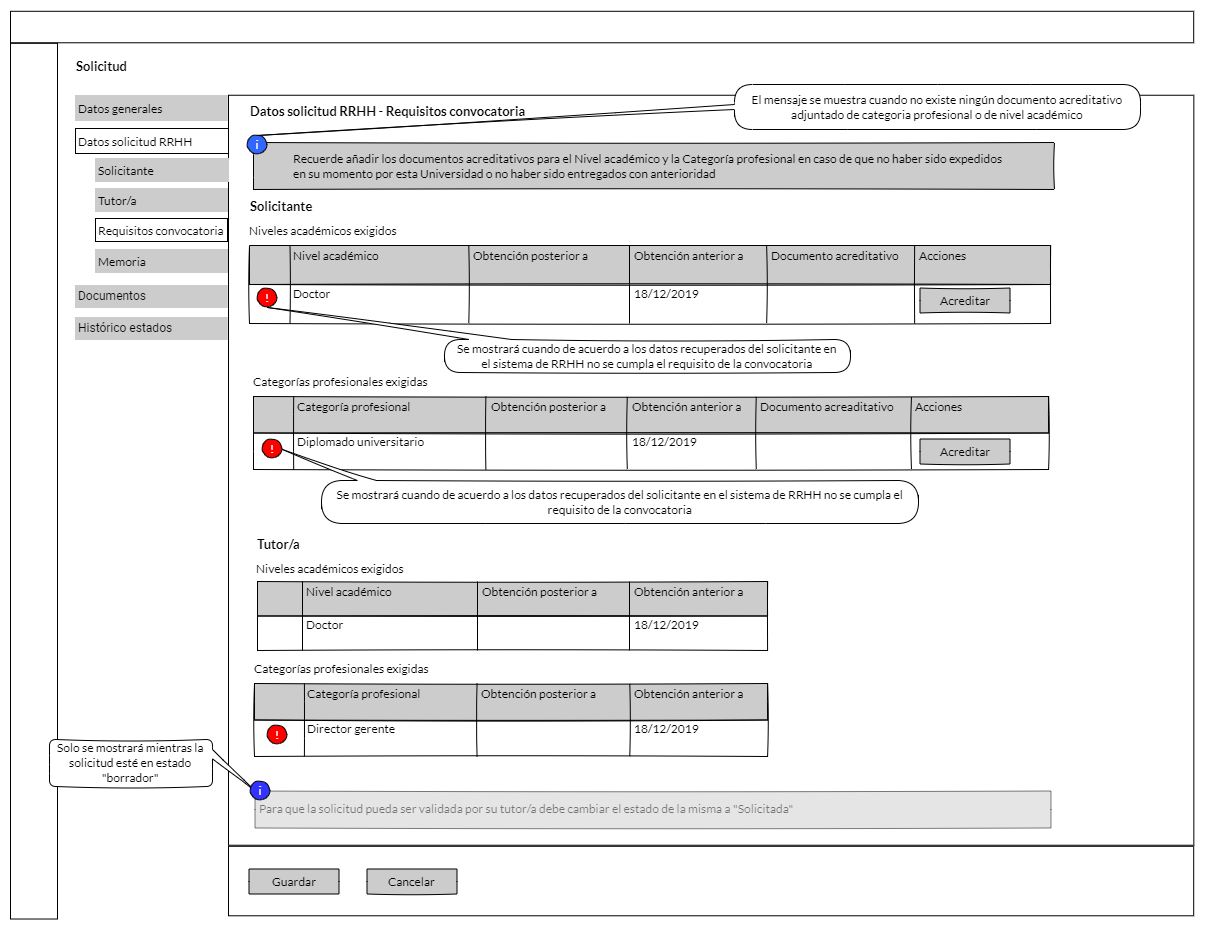 Solicitud
Datos generales
Datos solicitud RRHH
Solicitante
Tutor/a
Requisitos convocatoria
Memoria
Documentos
Histórico estados
Datos solicitud RRHH - Requisitos convocatoria
El mensaje se muestra cuando no existe ningún documento acreditativo
adjuntado de categoria profesional o de nivel académico
i
Recuerde añadir los documentos acreditativos para el Nivel académico y la Categoría profesional en caso de que no haber sido expedidos
en su momento por esta Universidad o no haber sido entregados con anterioridad
Solicitante
Niveles académicos exigidos
Nivel académico Obtención posterior a Obtención anterior a Documento acreditativo Acciones
! Doctor 18/12/2019 Acreditar
Se mostrará cuando de acuerdo a los datos recuperados del solicitante en
el sistema de RRHH no se cumpla el requisito de la convocatoria
Categorías profesionales exigidas
Categoría profesional Obtención posterior a Obtención anterior a Documento acreaditativo Acciones
! Diplomado universitario 18/12/2019 Acreditar
Se mostrará cuando de acuerdo a los datos recuperados del solicitante en el sistema de RRHH no se cumpla el
requisito de la convocatoria
Tutor/a
Niveles académicos exigidos
Nivel académico Obtención posterior a Obtención anterior a
Doctor 18/12/2019
Categorías profesionales exigidas
Categoría profesional Obtención posterior a Obtención anterior a
! Director gerente 18/12/2019
Solo se mostrará mientras la
solicitud esté en estado
"borrador"
i
Para que la solicitud pueda ser validada por su tutor/a debe cambiar el estado de la misma a "Solicitada"
Guardar Cancelar